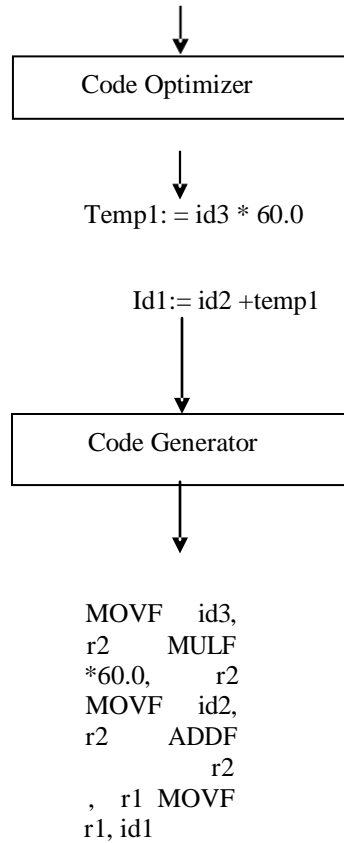 Code Optimizer
Temp1: = id3 * 60.0
Id1:= id2 +temp1
Code Generator
MOVF id3,
r2 MULF
*60.0, r2
MOVF id2,
r2 ADDF
r2
, r1 MOVF
r1, id1